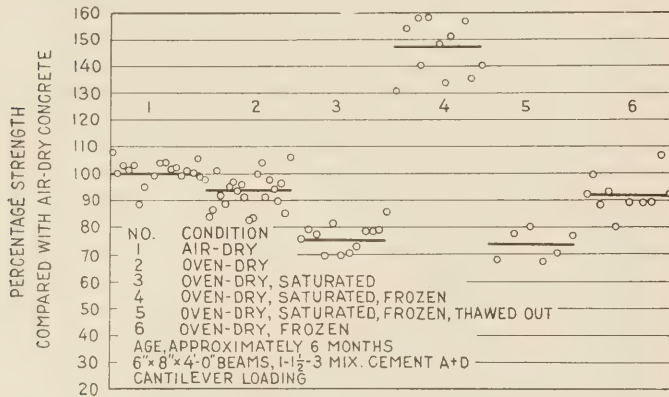 PERCENTAGE STRENGTH
COMPARED WITH AIR-DRY CONCRETE
160
150
140
130
120
110
100
90
80
70
60
50
40
30
20
1 2 3 4 5 6
NO. CONDITION
1 AIR-DRY
2 OVEN-DRY
3 OVEN-DRY, SATURATED
4 OVEN-DRY, SATURATED, FROZEN
5 OVEN-DRY, SATURATED, FROZEN, THAWED OUT
6 OVEN-DRY, FROZEN
AGE, APPROXIMATELY 6 MONTHS
6"x8"x4'-0" BEAMS, 1-1½-3 MIX. CEMENT A+D
CANTILEVER LOADING